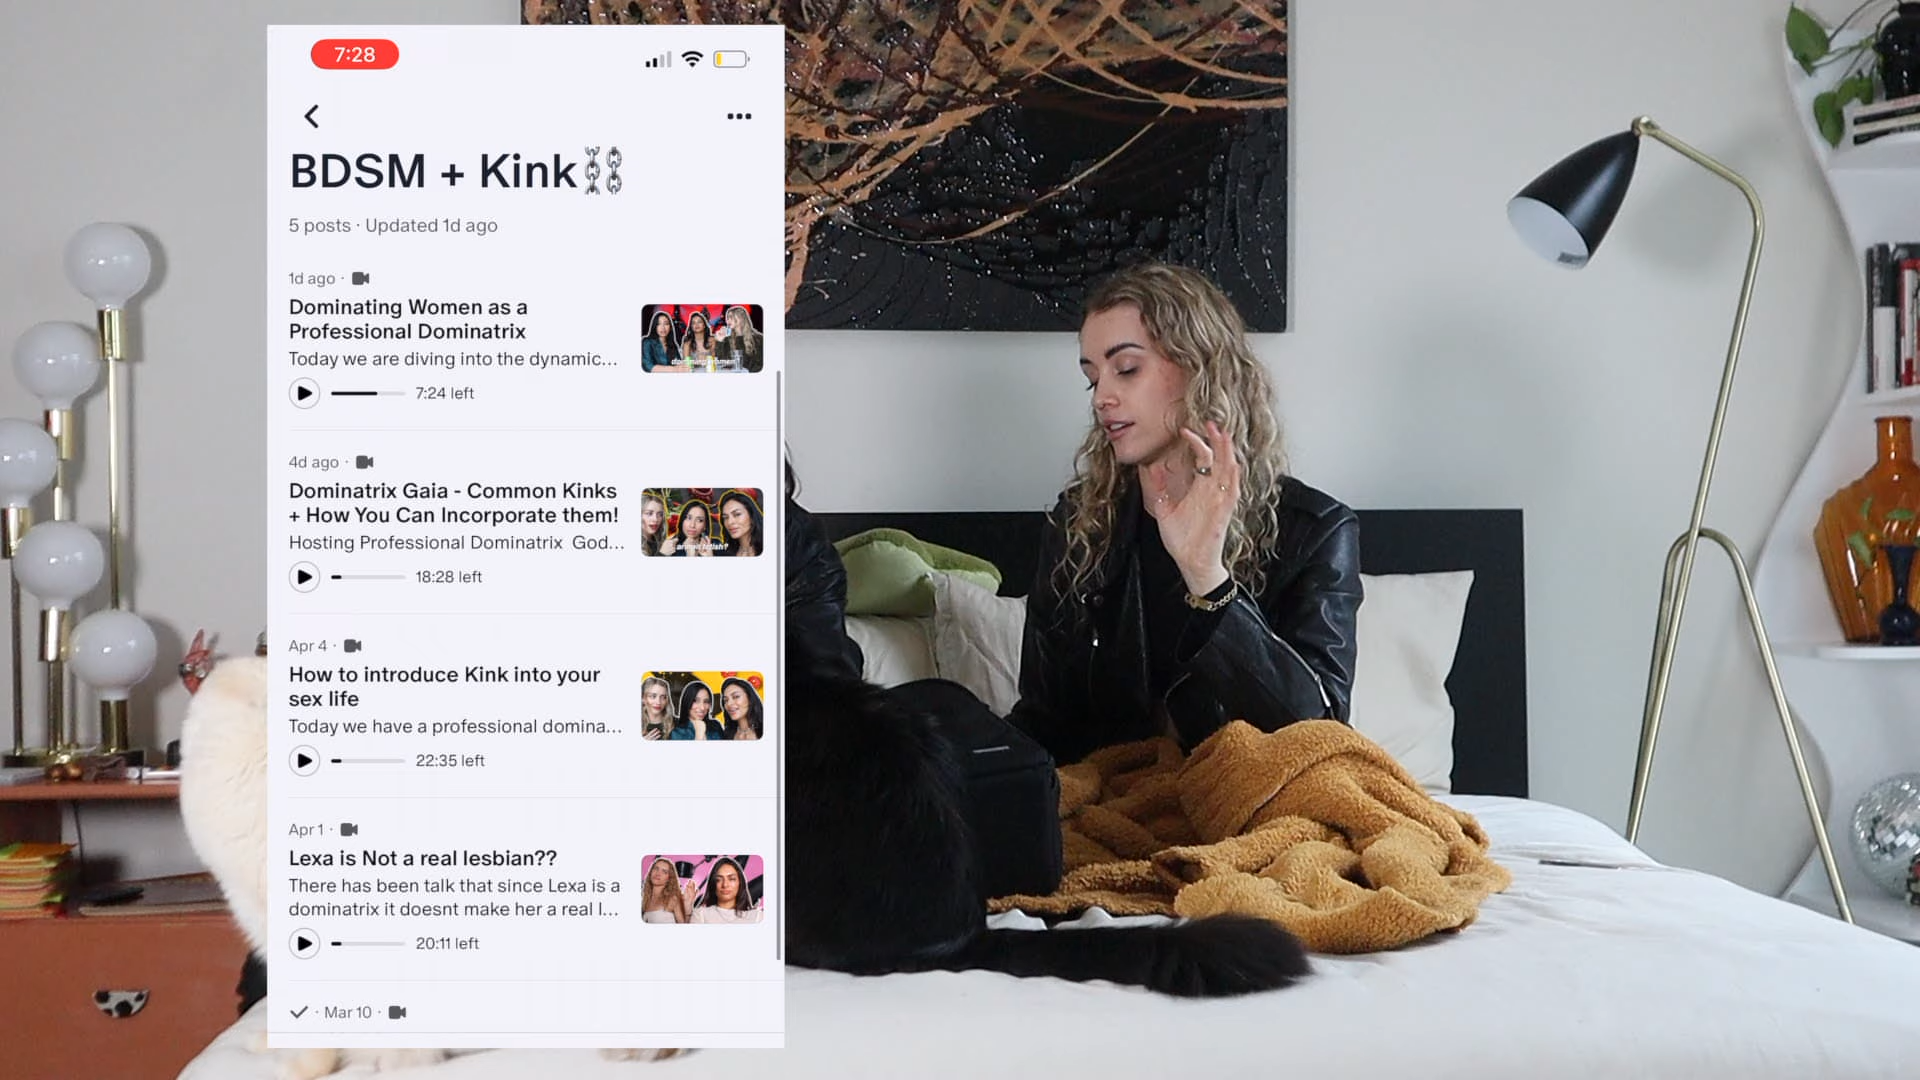 7:28
BDSM + Kink⛓️
5 posts · Updated 1d ago
1d ago ·
Dominating Women as a
Professional Dominatrix
Today we are diving into the dynamic...
7:24 left
4d ago ·
Dominatrix Gaia - Common Kinks
+ How You Can Incorporate them!
Hosting Professional Dominatrix God...
18:28 left
Apr 4 ·
How to introduce Kink into your
sex life
Today we have a professional domina...
22:35 left
Apr 1 ·
Lexa is Not a real lesbian??
There has been talk that since Lexa is a
dominatrix it doesnt make her a real l...
20:11 left
· Mar 10 ·